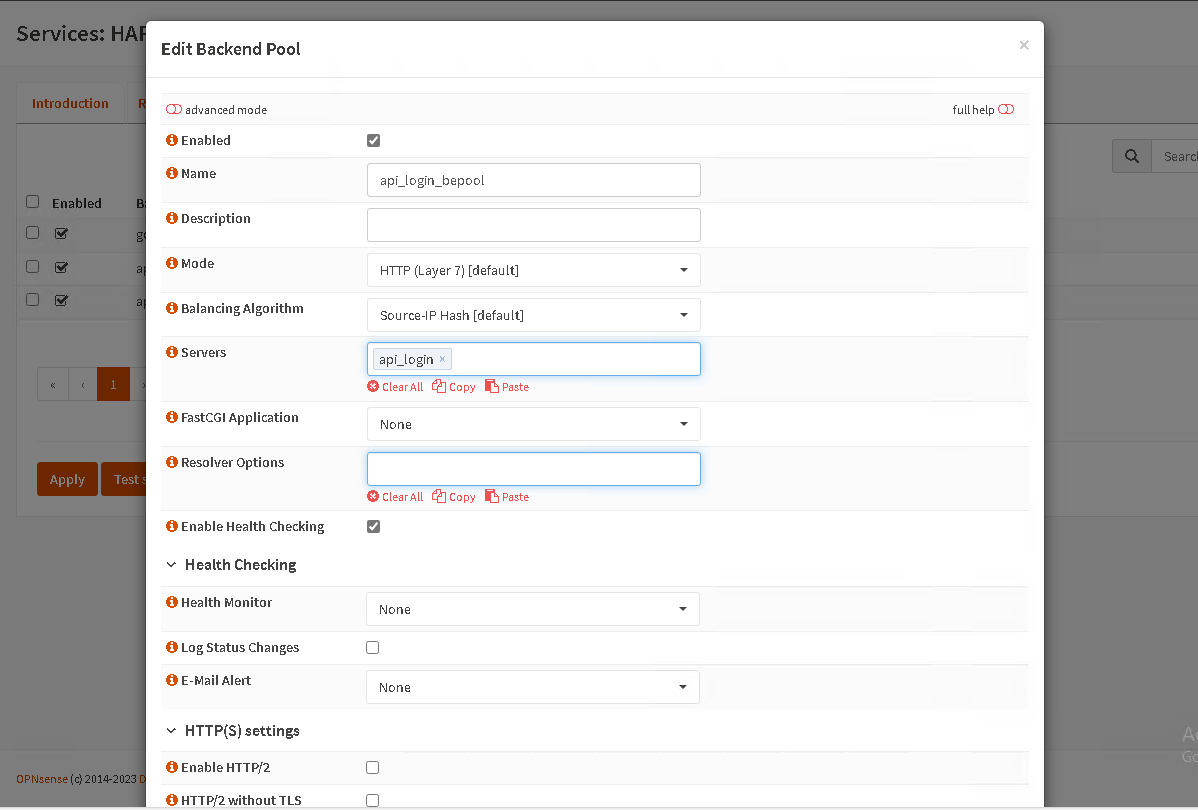 Services: HAP
Edit Backend Pool
×
advanced mode
full help
Introduction
R
Enabled
Name
api_login_bepool
Search
Description
Enabled
Ba
go
Mode
HTTP (Layer 7) [default]
ap
ap
Balancing Algorithm
Source-IP Hash [default]
Servers
api_login ×
Clear All Copy Paste
« ‹ 1 ›
FastCGI Application
None
Resolver Options
Apply
Test s
Clear All Copy Paste
Enable Health Checking
Health Checking
Health Monitor
None
Log Status Changes
E-Mail Alert
None
HTTP(S) settings
Enable HTTP/2
OPNsense (c) 2014-2023 D
HTTP/2 without TLS